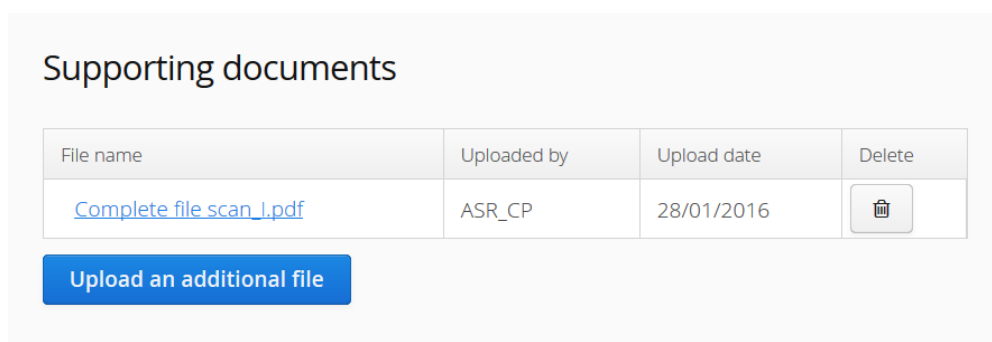 Supporting documents
File name Uploaded by Upload date Delete
Complete file scan_I.pdf ASR_CP 28/01/2016
Upload an additional file